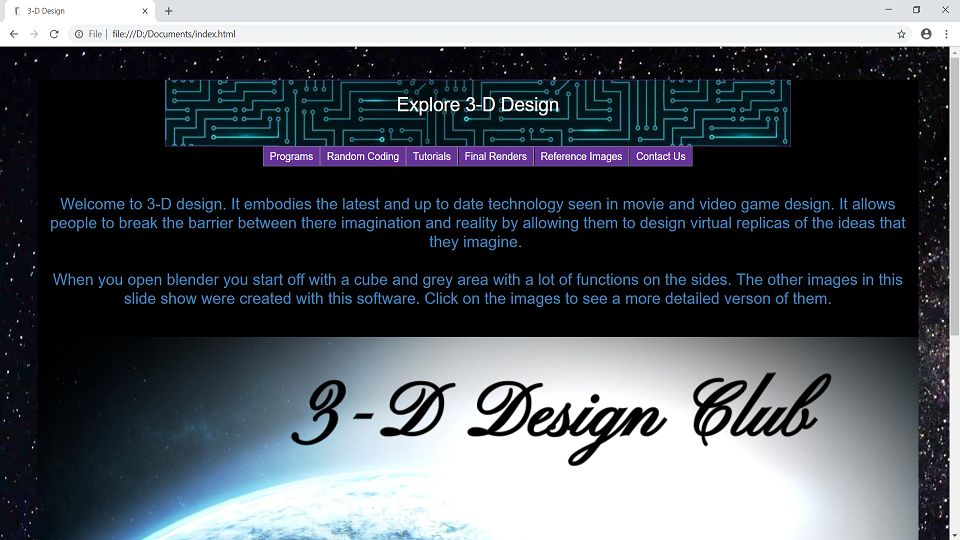 3-D Design
File
file:///D:/Documents/index.html
Explore 3-D Design
Programs Random Coding Tutorials Final Renders Reference Images Contact Us
Welcome to 3-D design. It embodies the latest and up to date technology seen in movie and video game design. It allows
people to break the barrier between there imagination and reality by allowing them to design virtual replicas of the ideas that
they imagine.
When you open blender you start off with a cube and grey area with a lot of functions on the sides. The other images in this
slide show were created with this software. Click on the images to see a more detailed verson of them.
3-D Design Club